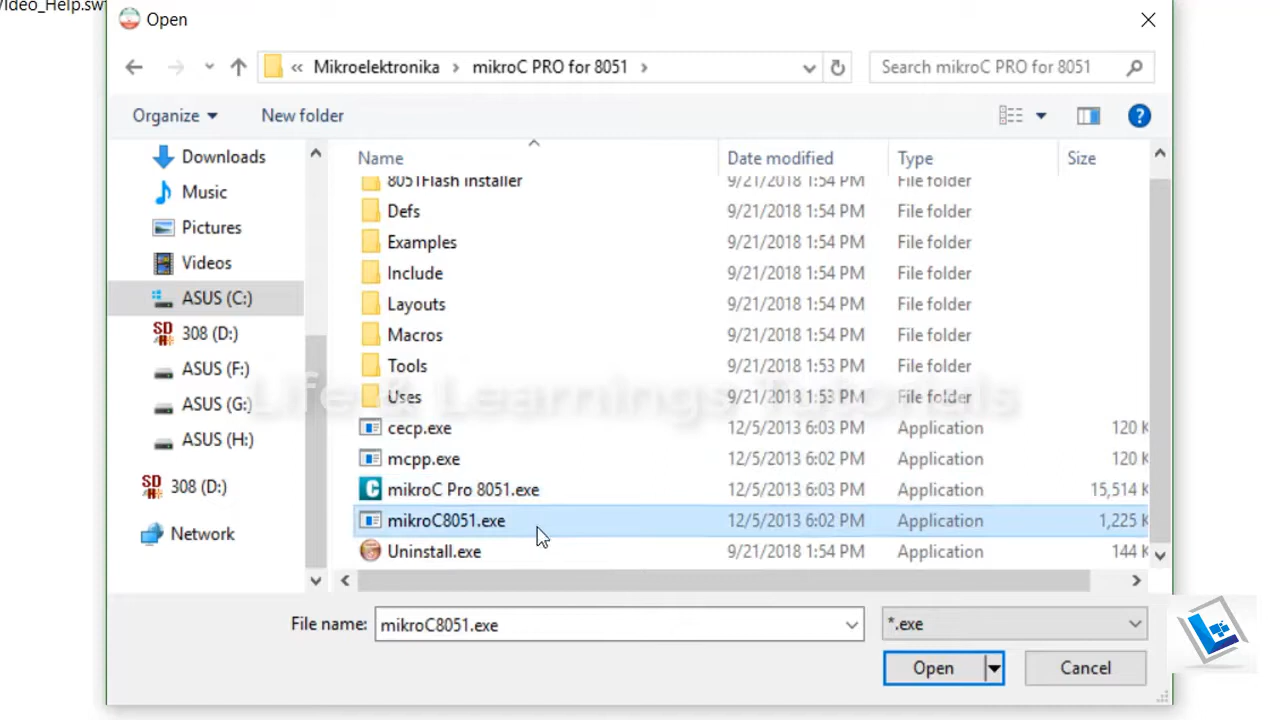 Ideo_Help.sw
Open
« Mikroelektronika › mikroC PRO for 8051 ›
Search mikroC PRO for 8051
Organize
New folder
Downloads
Music
Pictures
Videos
ASUS (C:)
308 (D:)
ASUS (F:)
ASUS (G:)
ASUS (H:)
308 (D:)
Network
Name Date modified Type Size
8051Flash installer 9/21/2018 1:54 PM File folder
Defs 9/21/2018 1:54 PM File folder
Examples 9/21/2018 1:54 PM File folder
Include 9/21/2018 1:54 PM File folder
Layouts 9/21/2018 1:54 PM File folder
Macros 9/21/2018 1:54 PM File folder
Tools 9/21/2018 1:53 PM File folder
Uses 9/21/2018 1:53 PM File folder
Life & Learnings Tutorials
cecp.exe 12/5/2013 6:03 PM Application 120 K
mcpp.exe 12/5/2013 6:02 PM Application 120 K
mikroC Pro 8051.exe 12/5/2013 6:03 PM Application 15,514 K
mikroC8051.exe 12/5/2013 6:02 PM Application 1,225 K
Uninstall.exe 9/21/2018 1:54 PM Application 144 K
File name: mikroC8051.exe *.exe
Open Cancel